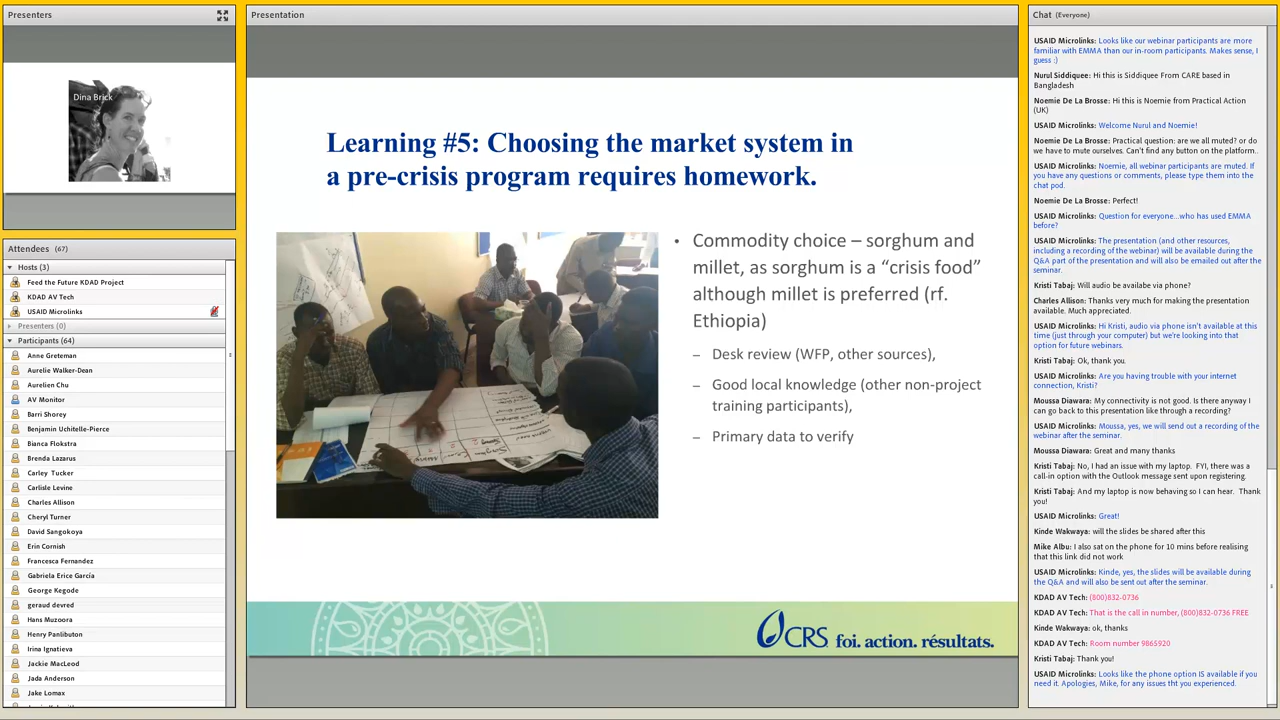 Presenters
Dina Brick
Attendees (67)
Hosts (3)
Feed the Future KDAD Project
KDAD AV Tech
USAID Microlinks
Presenters (0)
Participants (64)
Anne Greteman
Aurelie Walker-Dean
Aurelien Chu
AV Monitor
Barri Shorey
Benjamin Uchitelle-Pierce
Bianca Flokstra
Brenda Lazarus
Carley Tucker
Carlisle Levine
Charles Allison
Cheryl Turner
David Sangokoya
Erin Cornish
Francesca Fernandez
Gabriela Erice García
George Kegode
geraud devred
Hans Muzoora
Henry Panlibuton
Irina Ignatieva
Jackie MacLeod
Jada Anderson
Jake Lomax
Presentation
Learning #5: Choosing the market system in
a pre-crisis program requires homework.
• Commodity choice – sorghum and
millet, as sorghum is a “crisis food”
although millet is preferred (rf.
Ethiopia)
– Desk review (WFP, other sources),
– Good local knowledge (other non-project
training participants),
– Primary data to verify
CRS foi. action. résultats.
Chat (Everyone)
USAID Microlinks: Looks like our webinar participants are more
familiar with EMMA than our in-room participants. Makes sense, I
guess :)
Nurul Siddiquee: Hi this is Siddiquee From CARE based in
Bangladesh
Noemie De La Brosse: Hi this is Noemie from Practical Action
(UK)
USAID Microlinks: Welcome Nurul and Noemie!
Noemie De La Brosse: Practical question: are we all muted? or do
we have to mute ourselves. Can't find any button on the platform..
USAID Microlinks: Noemie, all webinar participants are muted. If
you have any questions or comments, please type them into the
chat pod.
Noemie De La Brosse: Perfect!
USAID Microlinks: Question for everyone...who has used EMMA
before?
USAID Microlinks: The presentation (and other resources,
including a recording of the webinar) will be available during the
Q&A part of the presentation and will also be emailed out after the
seminar.
Kristi Tabaj: Will audio be availabe via phone?
Charles Allison: Thanks very much for making the presentation
available. Much appreciated.
USAID Microlinks: Hi Kristi, audio via phone isn't available at this
time (just through your computer) but we're looking into that
option for future webinars.
Kristi Tabaj: Ok, thank you.
USAID Microlinks: Are you having trouble with your internet
connection, Kristi?
Moussa Diawara: My connectivity is not good. Is there anyway I
can go back to this presentation like through a recording?
USAID Microlinks: Moussa, yes, we will send out a recording of the
webinar after the seminar.
Moussa Diawara: Great and many thanks
Kristi Tabaj: No, I had an issue with my laptop. FYI, there was a
call-in option with the Outlook message sent upon registering.
Kristi Tabaj: And my laptop is now behaving so I can hear. Thank
you!
USAID Microlinks: Great!
Kinde Wakwaya: will the slides be shared after this
Mike Albu: I also sat on the phone for 10 mins before realising
that this link did not work
USAID Microlinks: Kinde, yes, the slides will be available during
the Q&A and will also be sent out after the seminar.
KDAD AV Tech: (800)832-0736
KDAD AV Tech: That is the call in number, (800)832-0736 FREE
Kinde Wakwaya: ok, thanks
KDAD AV Tech: Room number 9865920
Kristi Tabaj: Thank you!
USAID Microlinks: Looks like the phone option IS available if you
need it. Apologies, Mike, for any issues tht you experienced.